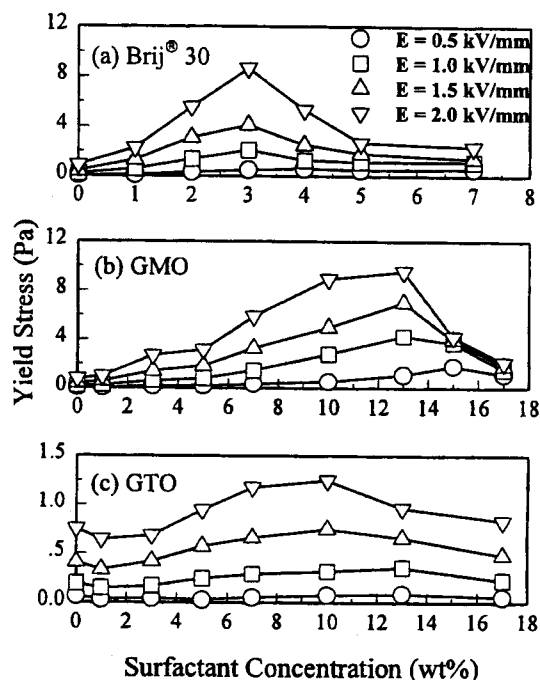 (a) Brij® 30
E = 0.5 kV/mm
E = 1.0 kV/mm
E = 1.5 kV/mm
E = 2.0 kV/mm
12
8
4
0
0 1 2 3 4 5 6 7 8
Yield Stress (Pa)
(b) GMO
12
8
4
0
0 2 4 6 8 10 12 14 16 18
(c) GTO
1.5
1.0
.5
0.0
0 2 4 6 8 10 12 14 16 18
Surfactant Concentration (wt%)